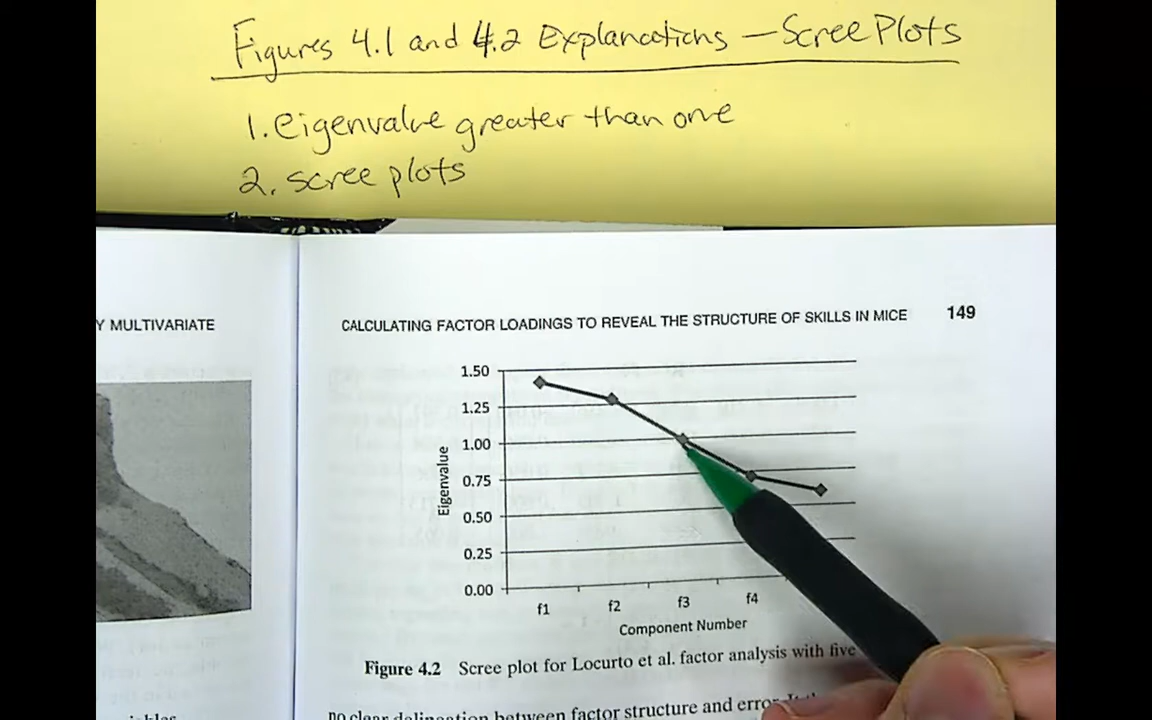 Figures 4.1 and 4.2 Explanations – Scree Plots
1. Eigenvalue greater than one
2. scree plots
Y MULTIVARIATE
CALCULATING FACTOR LOADINGS TO REVEAL THE STRUCTURE OF SKILLS IN MICE 149
1.50
1.25
1.00
0.75
0.50
0.25
0.00
Eigenvalue
f1 f2 f3 f4
Component Number
Figure 4.2 Scree plot for Locurto et al. factor analysis with five
no clear delineation between factor structure and error.